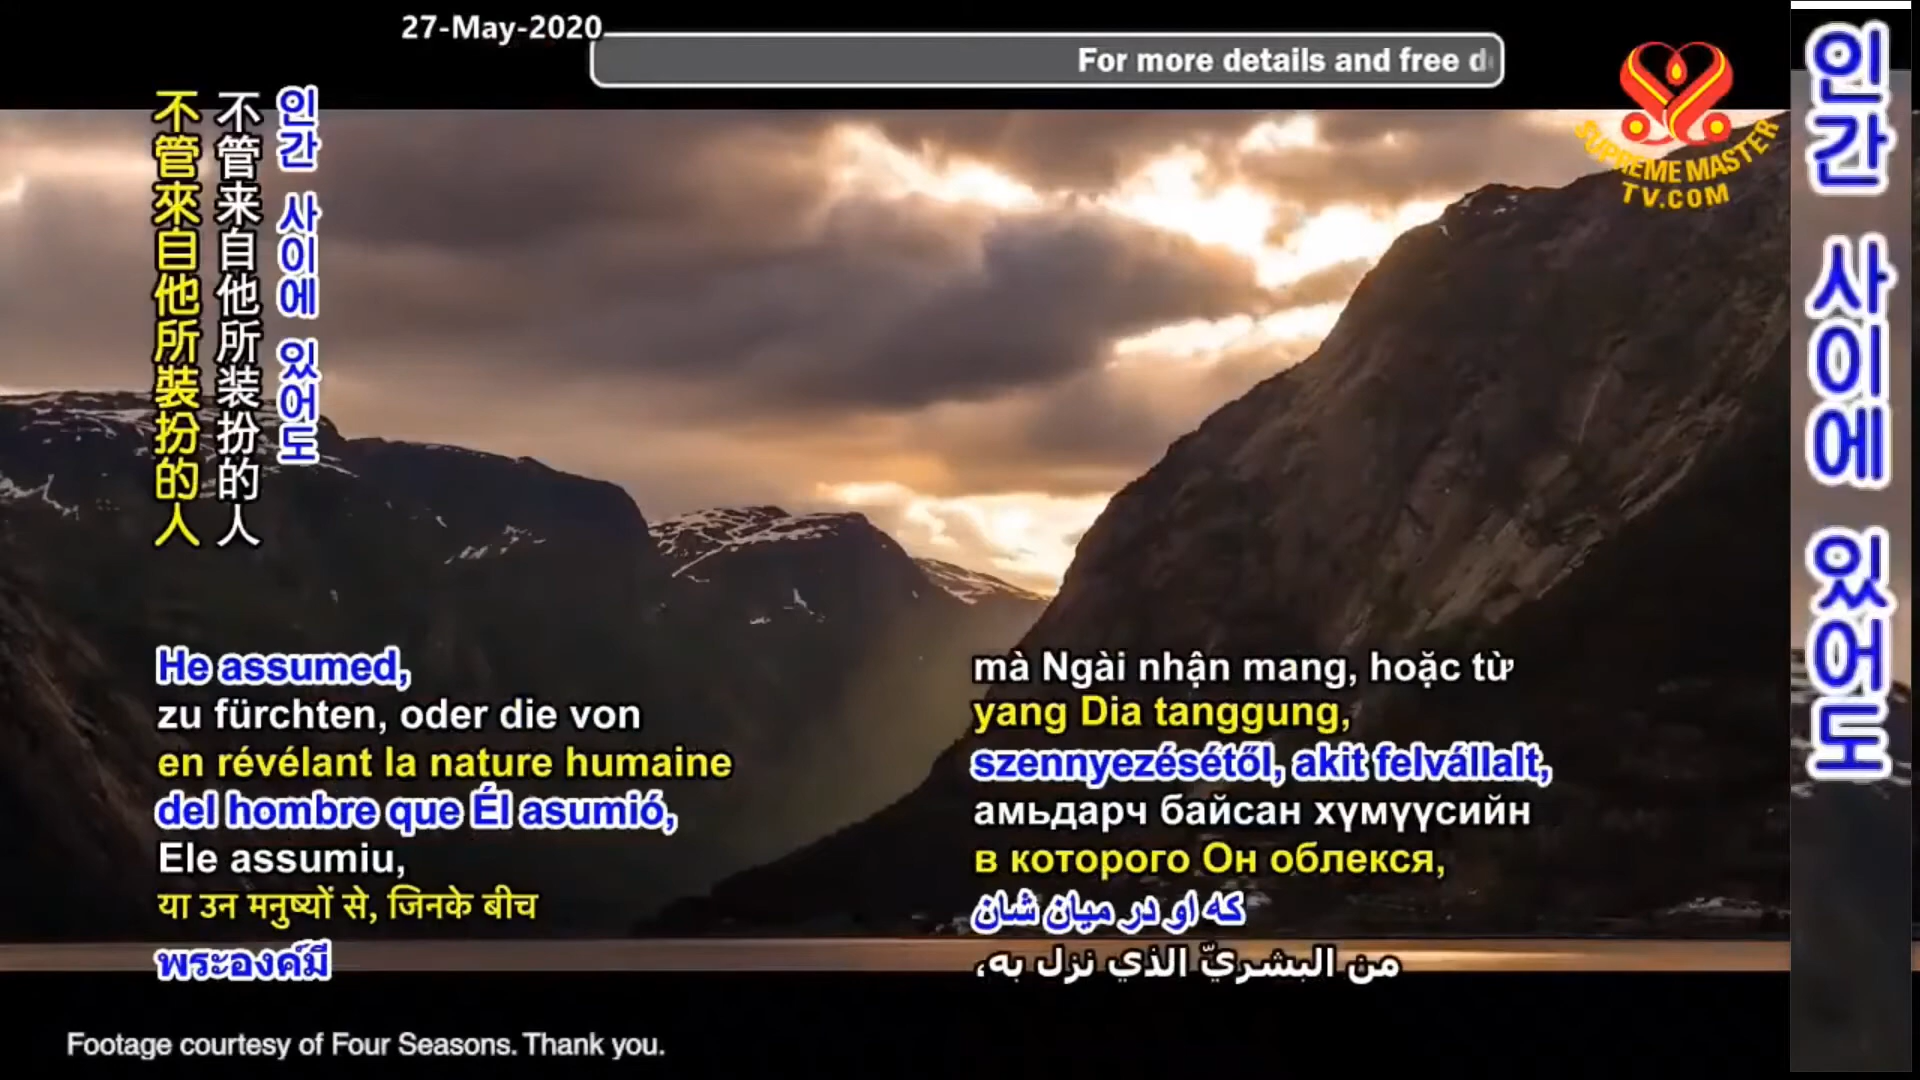 27-May-2020
For more details and free d
SUPREME MASTER
TV.COM
인간 사이에 있어도
인간 사이에 있어도
不管来自他所装扮的人
不管來自他所裝扮的人
He assumed,
zu fürchten, oder die von
en révélant la nature humaine
del hombre que Él asumió,
Ele assumiu,
या उन मनुष्यों से, जिनके बीच
พระองค์มี
mà Ngài nhận mang, hoặc từ
yang Dia tanggung,
szennyezésétől, akit felvállalt,
амьдарч байсан хүмүүсийн
в которого Он облекся,
که او در میان شان
من البشريّ الذي نزل به،
Footage courtesy of Four Seasons. Thank you.